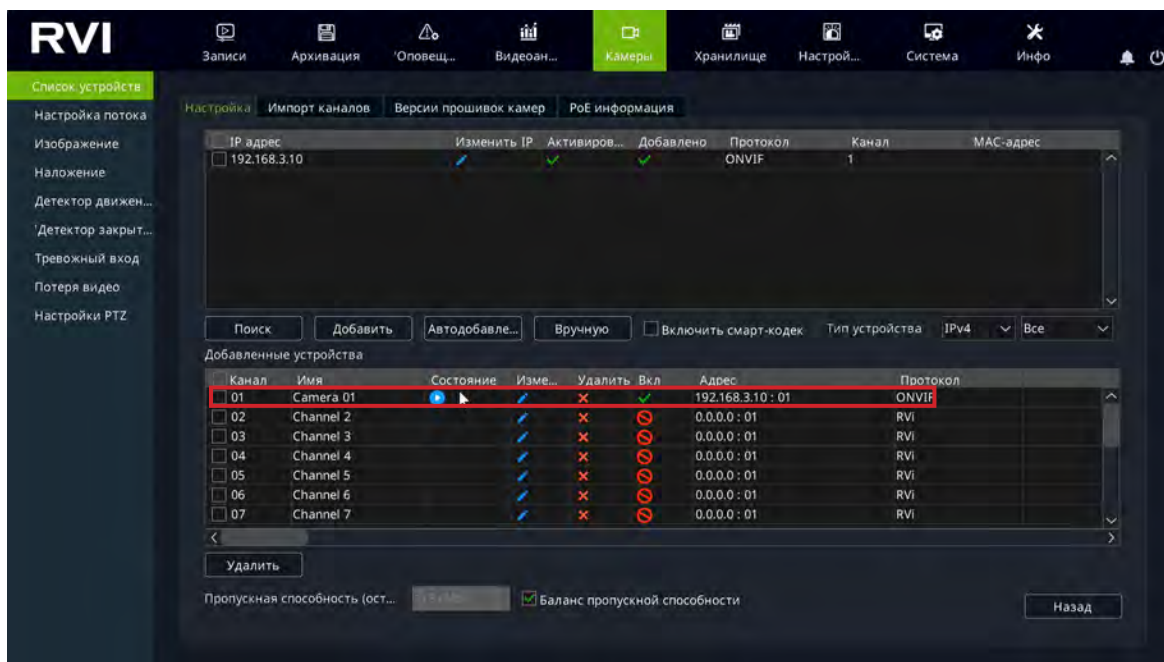 RVI
Записи Архивация 'Оповещ... Видеоан... Камеры Хранилище Настрой... Система Инфо
Список устройств
Настройка потока
Изображение
Наложение
Детектор движен...
'Детектор закрыт...
Тревожный вход
Потеря видео
Настройки PTZ
Настройка Импорт каналов Версии прошивок камер PoE информация
IP адрес Изменить IP Активиров... Добавлено Протокол Канал MAC-адрес
192.168.3.10 ONVIF 1
Поиск Добавить Автодобавле... Вручную Включить смарт-кодек Тип устройства IPv4 Все
Добавленные устройства
Канал Имя Состояние Изме... Удалить Вкл Адрес Протокол
01 Camera 01 192.168.3.10 : 01 ONVIF
02 Channel 2 0.0.0.0 : 01 RVi
03 Channel 3 0.0.0.0 : 01 RVi
04 Channel 4 0.0.0.0 : 01 RVi
05 Channel 5 0.0.0.0 : 01 RVi
06 Channel 6 0.0.0.0 : 01 RVi
07 Channel 7 0.0.0.0 : 01 RVi
Удалить
Пропускная способность (ост... Баланс пропускной способности
Назад